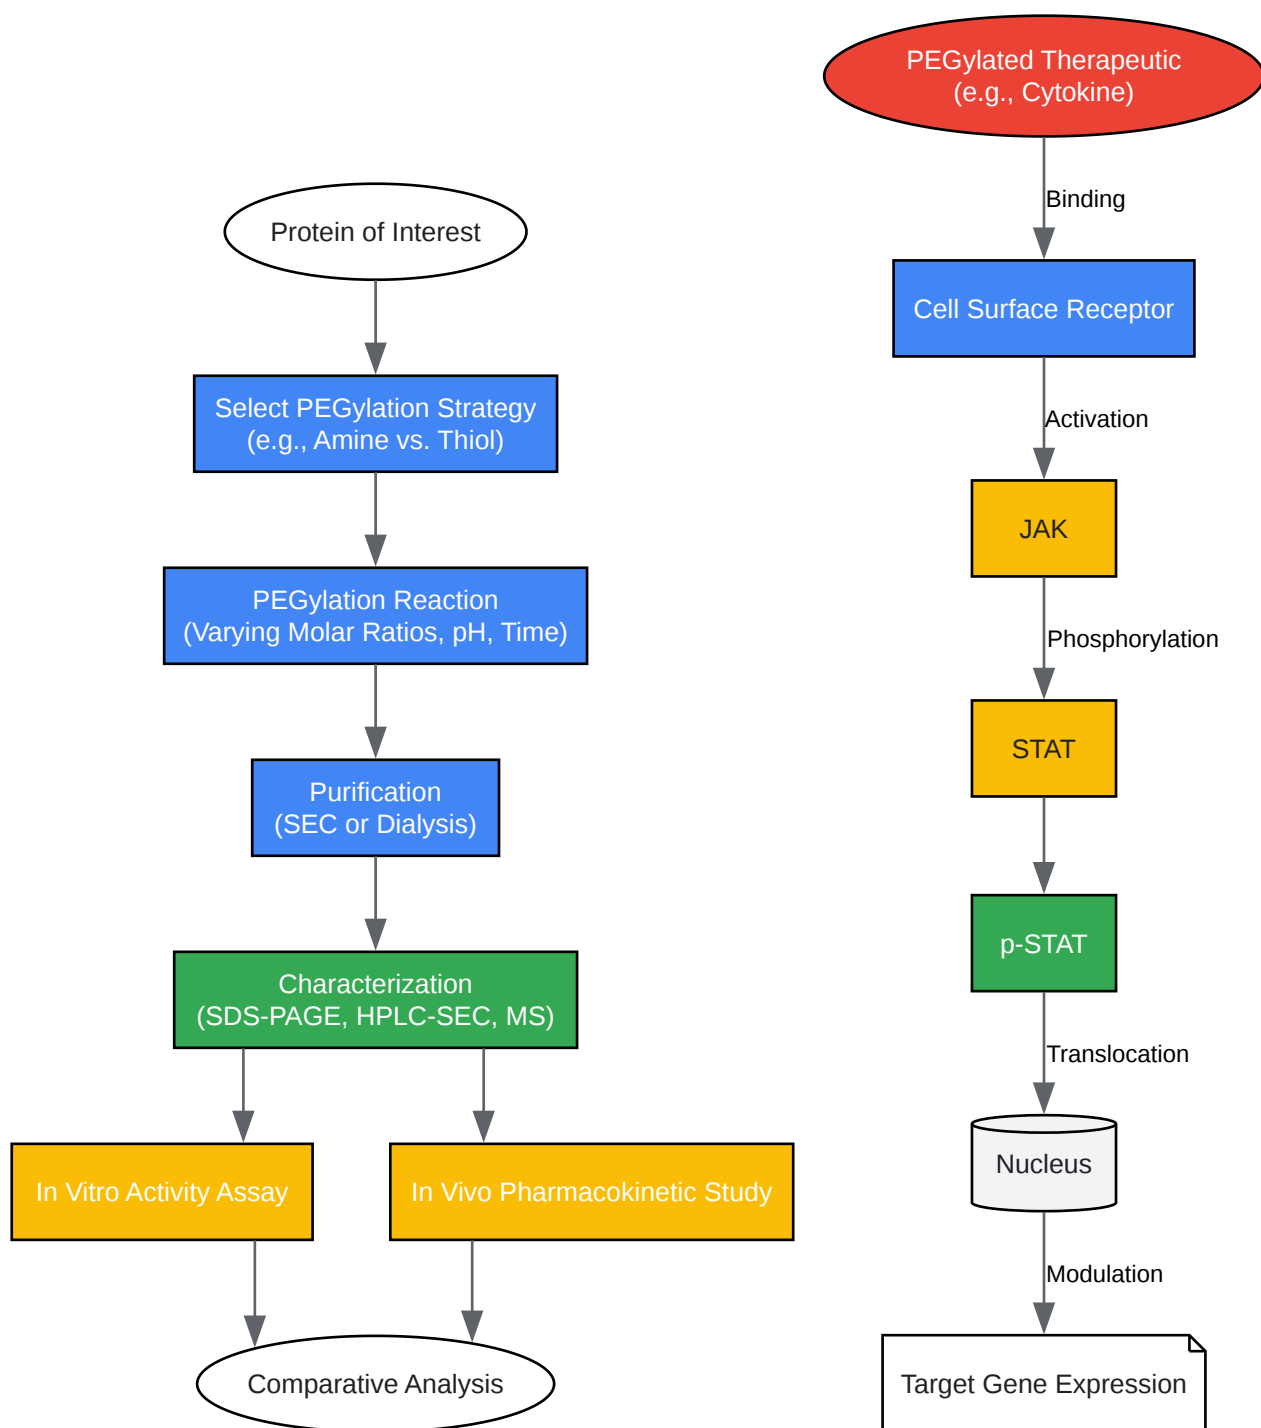 Protein of Interest
Select PEGylation Strategy
(e.g., Amine vs. Thiol)
PEGylation Reaction
(Varying Molar Ratios, pH, Time)
Purification
(SEC or Dialysis)
Characterization
(SDS-PAGE, HPLC-SEC, MS)
In Vitro Activity Assay
In Vivo Pharmacokinetic Study
Comparative Analysis
PEGylated Therapeutic
(e.g., Cytokine)
Binding
Cell Surface Receptor
Activation
JAK
Phosphorylation
STAT
p-STAT
Translocation
Nucleus
Modulation
Target Gene Expression